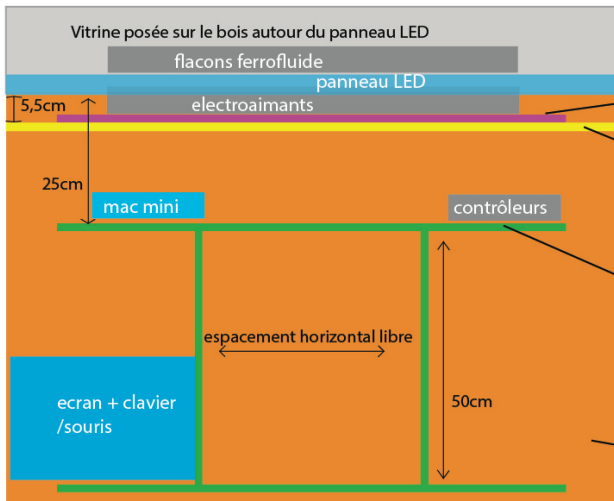 Vitrine posée sur le bois autour du panneau LED
flacons ferrofluide
panneau LED
5,5cm
electroaimants
25cm
mac mini
contrôleurs
espacement horizontal libre
ecran + clavier
/souris
50cm